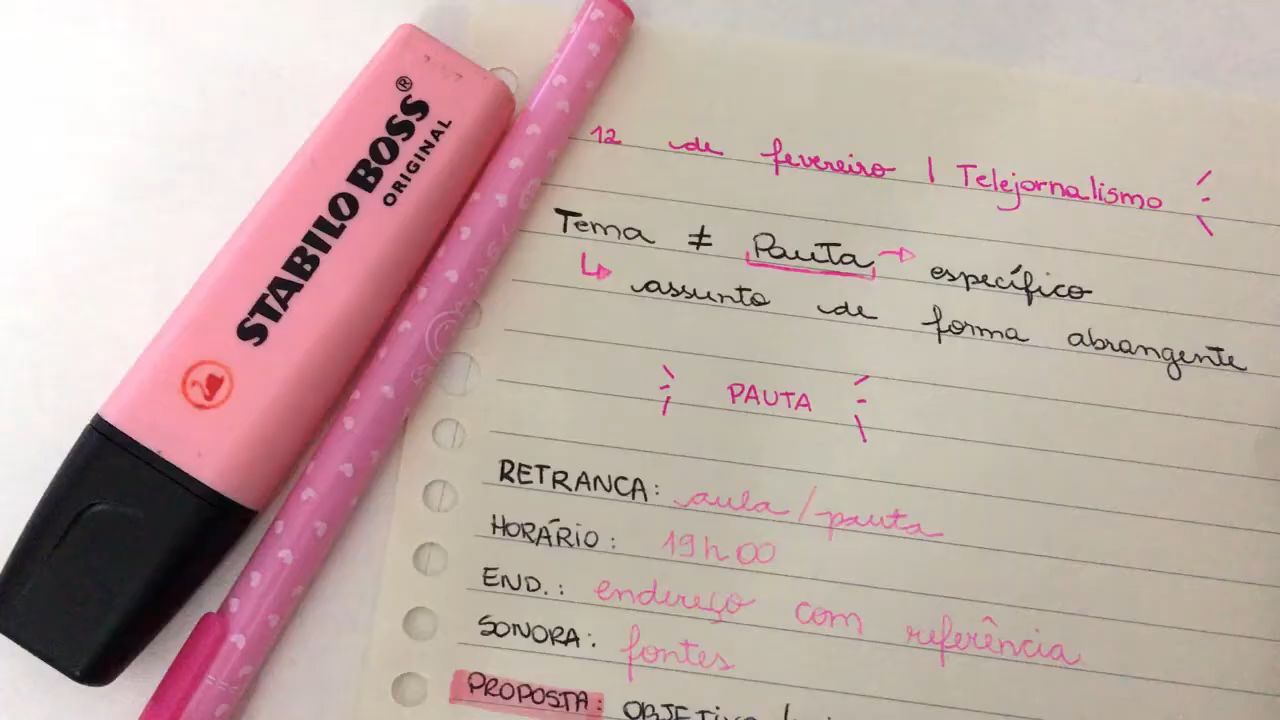 STABILO BOSS®
ORIGINAL
12 de fevereiro | Telejornalismo
Tema ≠ Pauta → específico
↳ assunto de forma abrangente
PAUTA
RETRANCA: aula/pauta
HORÁRIO: 19h00
END.: endereço com referência
SONORA: fontes
PROPOSTA: OBJETIVO